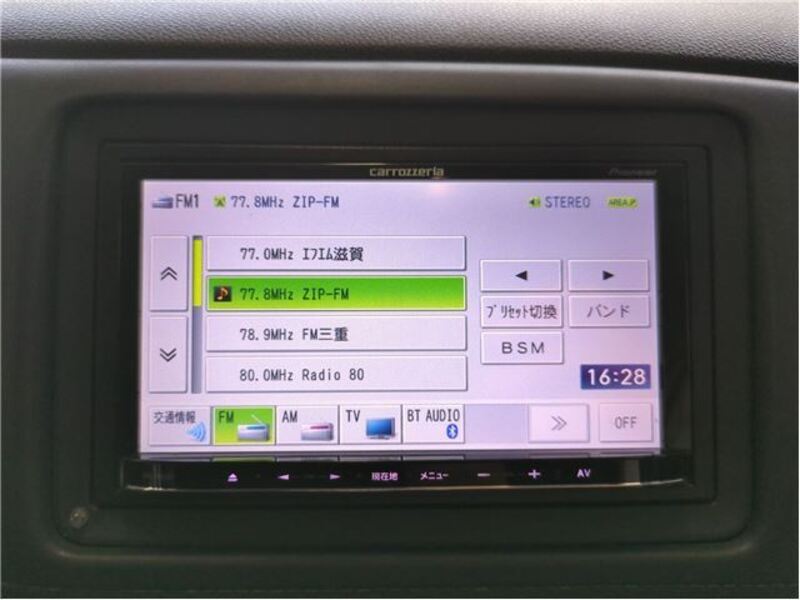 carrozzeria Pioneer
FM1 77.8MHz ZIP-FM STEREO AREA P
77.0MHz エフエム滋賀
77.8MHz ZIP-FM
78.9MHz FM三重
80.0MHz Radio 80
プリセット切換 バンド
BSM
16:28
交通情報 FM AM TV BT AUDIO OFF
現在地 メニュー − + AV